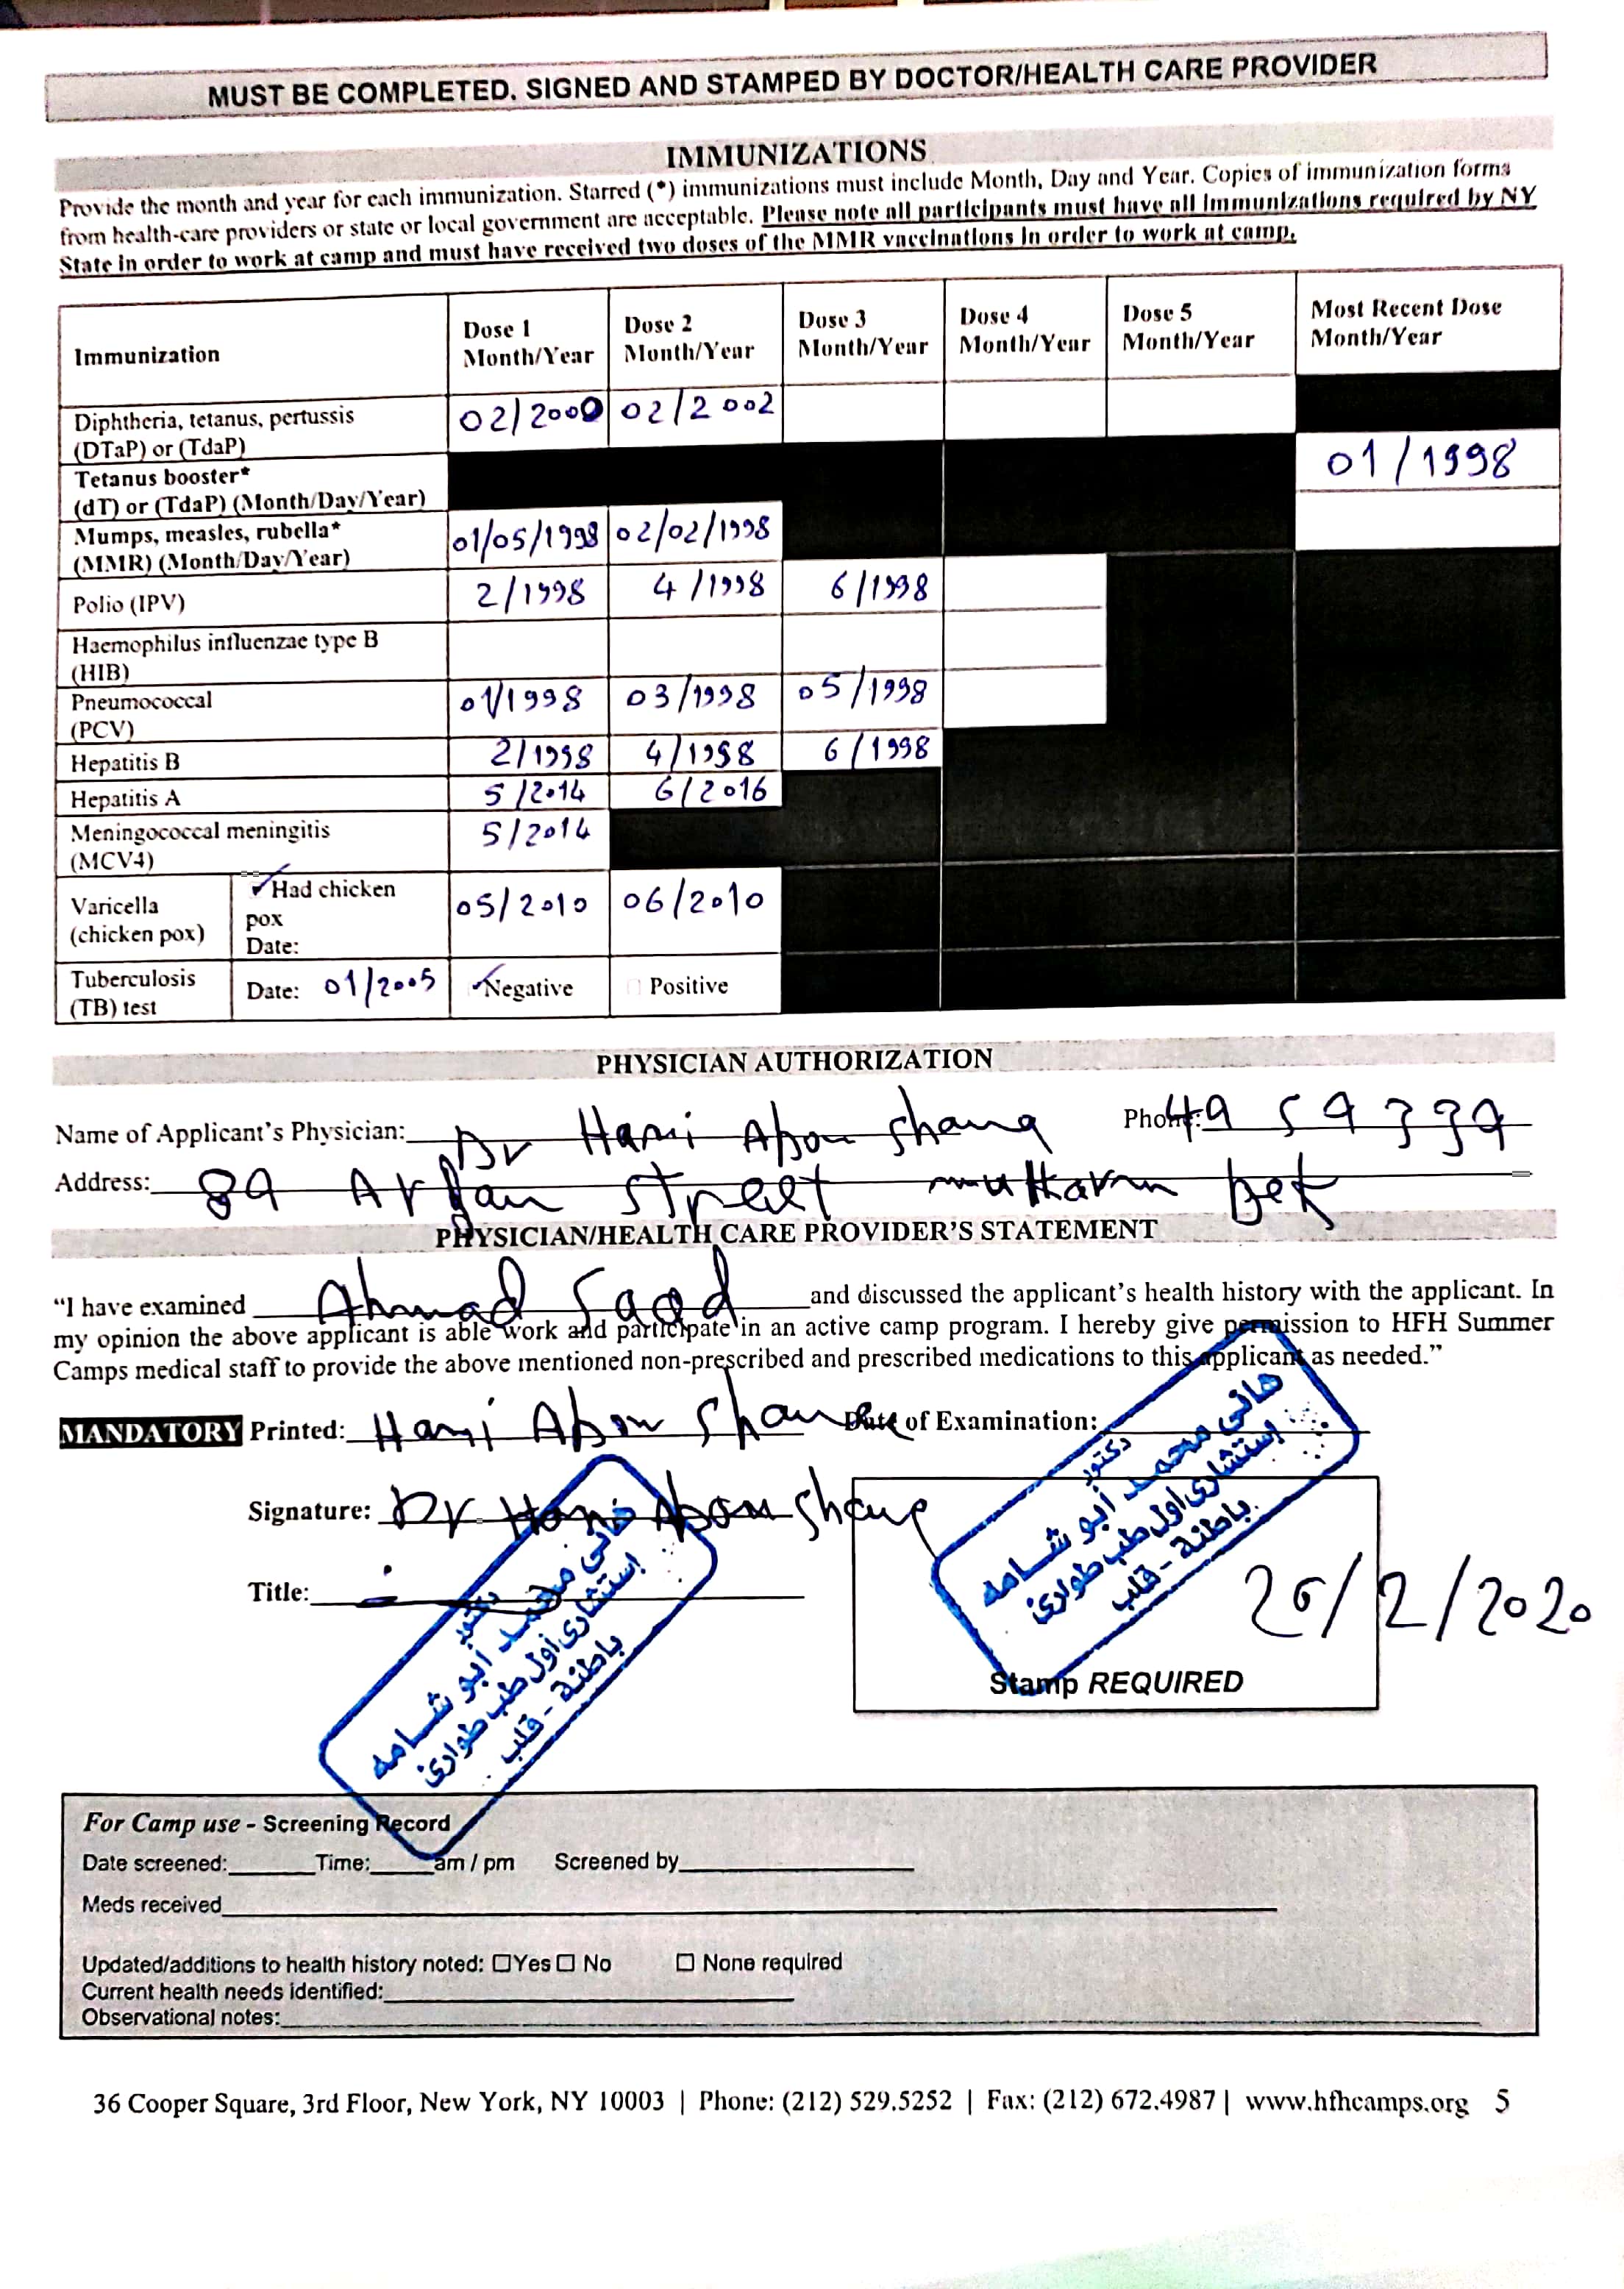 MUST BE COMPLETED. SIGNED AND STAMPED BY DOCTOR/HEALTH CARE PROVIDER
IMMUNIZATIONS
Provide the month and year for each immunization. Starred (*) immunizations must include Month, Day and Year. Copies of immunization forms
from health-care providers or state or local government are acceptable. Please note all participants must have all Immunizations required by NY
State in order to work at camp and must have received two doses of the MMR vaccinations in order to work at camp.
Immunization Dose 1 Month/Year Dose 2 Month/Year Dose 3 Month/Year Dose 4 Month/Year Dose 5 Month/Year Most Recent Dose Month/Year
Diphtheria, tetanus, pertussis (DTaP) or (TdaP) 02/2000 02/2002
Tetanus booster* (dT) or (TdaP) (Month/Day/Year) 01/1998
Mumps, measles, rubella* (MMR) (Month/Day/Year) 01/05/1998 02/02/1998
Polio (IPV) 2/1998 4/1998 6/1998
Haemophilus influenzae type B (HIB)
Pneumococcal (PCV) 01/1998 03/1998 05/1998
Hepatitis B 2/1998 4/1998 6/1998
Hepatitis A 5/2014 6/2016
Meningococcal meningitis (MCV4) 5/2014
Varicella (chicken pox) Had chicken pox Date: 05/2010 06/2010
Tuberculosis (TB) test Date: 01/2005 Negative Positive
PHYSICIAN AUTHORIZATION
Name of Applicant's Physician: Dr Hani Abou shama Phone: 4959339
Address: 89 Arfan street mutharam bek
PHYSICIAN/HEALTH CARE PROVIDER'S STATEMENT
"I have examined Ahmad Saad and discussed the applicant's health history with the applicant. In
my opinion the above applicant is able work and participate in an active camp program. I hereby give permission to HFH Summer
Camps medical staff to provide the above mentioned non-prescribed and prescribed medications to this applicant as needed."
MANDATORY Printed: Hani Abou Shama Date of Examination:
Signature: Dr. Hani Abou shama
Title:
دكتور
هاني محمد أبو شامه
إستشارى أول طب طوارئ
باطنة - قلب
دكتور
هاني محمد أبو شامه
إستشارى أول طب طوارئ
باطنة - قلب
26/2/2020
Stamp REQUIRED
For Camp use - Screening Record
Date screened: Time: am / pm Screened by
Meds received
Updated/additions to health history noted: Yes No None required
Current health needs identified:
Observational notes:
36 Cooper Square, 3rd Floor, New York, NY 10003 | Phone: (212) 529.5252 | Fax: (212) 672.4987 | www.hfhcamps.org 5